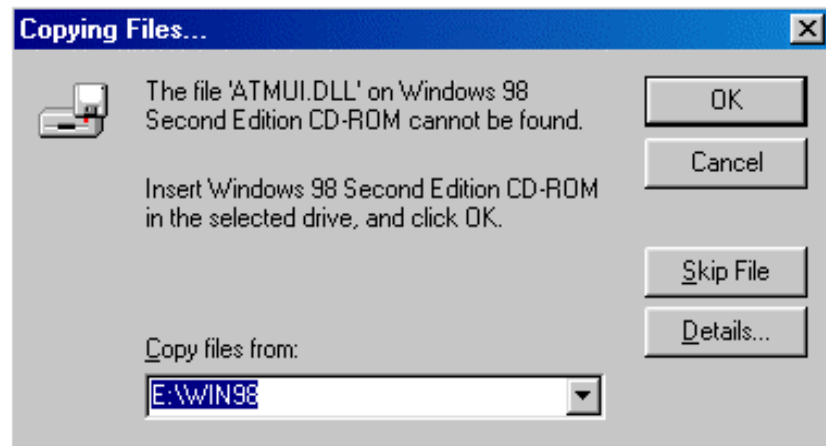 Copying Files...
The file 'ATMUI.DLL' on Windows 98
Second Edition CD-ROM cannot be found.
Insert Windows 98 Second Edition CD-ROM
in the selected drive, and click OK.
Copy files from:
E:\WIN98
OK
Cancel
Skip File
Details...